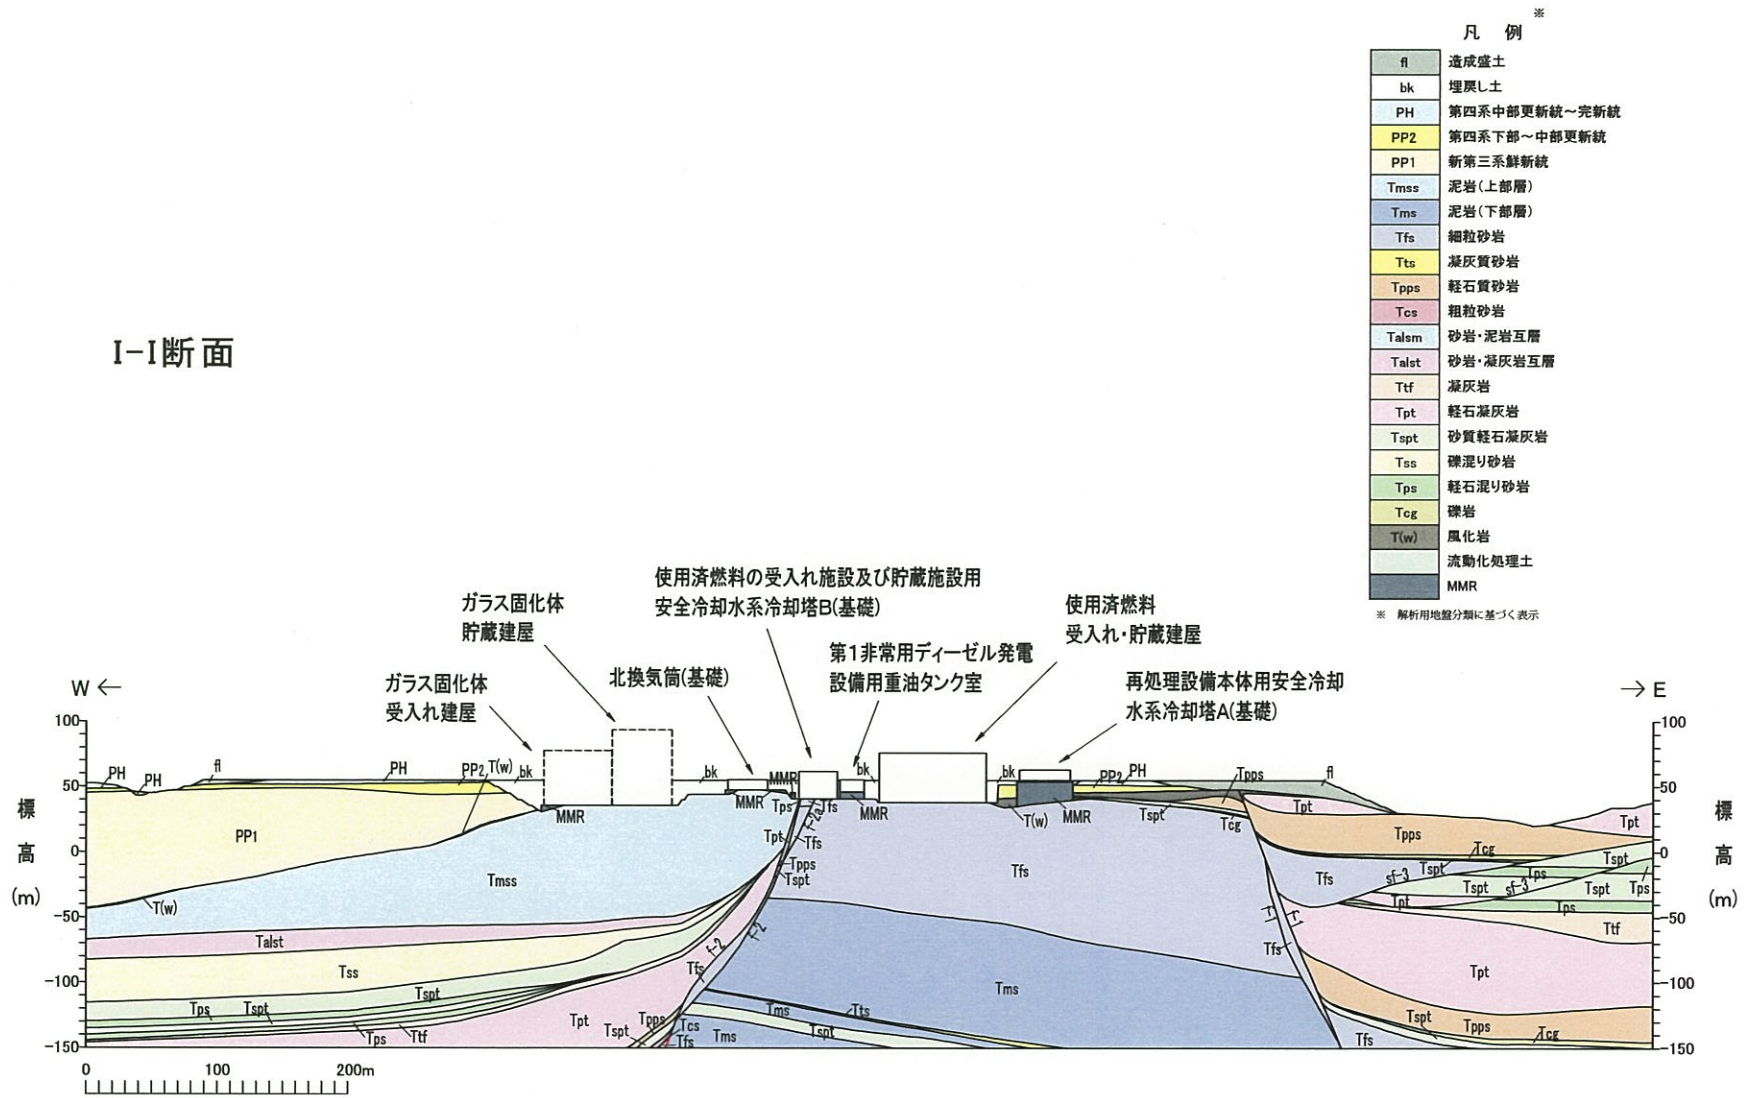 ※
凡 例
fl 造成盛土
bk 埋戻し土
PH 第四系中部更新統~完新統
PP2 第四系下部~中部更新統
PP1 新第三系鮮新統
Tmss 泥岩(上部層)
Tms 泥岩(下部層)
Tfs 細粒砂岩
Tts 凝灰質砂岩
Tpps 軽石質砂岩
Tcs 粗粒砂岩
Talsm 砂岩・泥岩互層
Talst 砂岩・凝灰岩互層
Ttf 凝灰岩
Tpt 軽石凝灰岩
Tspt 砂質軽石凝灰岩
Tss 礫混り砂岩
Tps 軽石混り砂岩
Tcg 礫岩
T(w) 風化岩
流動化処理土
MMR
※ 解析用地盤分類に基づく表示
I-I断面
使用済燃料の受入れ施設及び貯蔵施設用
安全冷却水系冷却塔B(基礎)
ガラス固化体
貯蔵建屋
使用済燃料
受入れ・貯蔵建屋
第1非常用ディーゼル発電
設備用重油タンク室
北換気筒(基礎)
ガラス固化体
受入れ建屋
再処理設備本体用安全冷却
水系冷却塔A(基礎)
W ←
→ E
標
高
(m)
100
50
0
-50
-100
-150
PH
PH
fl
PH
PP2
T(w)
bk
bk
MMR
bk
bk
PP2
PH
Tpps
fl
MMR
MMR
Tps
Tfs
f-2a
MMR
T(w)
MMR
Tspt
Tcg
Tpt
Tpt
PP1
Tpt
Tfs
Tpps
Tcg
Tpps
Tspt
Tspt
Tspt
Tmss
Tfs
Tfs
sf-3
Tps
Tspt
sf-3
Tspt
Tps
T(w)
Tpt
Tps
f-1
f-1
Ttf
Talst
f-2
f-2
Tfs
Tss
Tfs
Tpt
Tspt
Tms
Tps
Tspt
Tms
Tts
Tpt
Tspt
Tpps
Tcs
Tspt
Tspt
Tpps
Tps
Ttf
Tfs
Tms
Tfs
Tcg
標
高
(m)
100
50
0
-50
-100
-150
0 100 200m